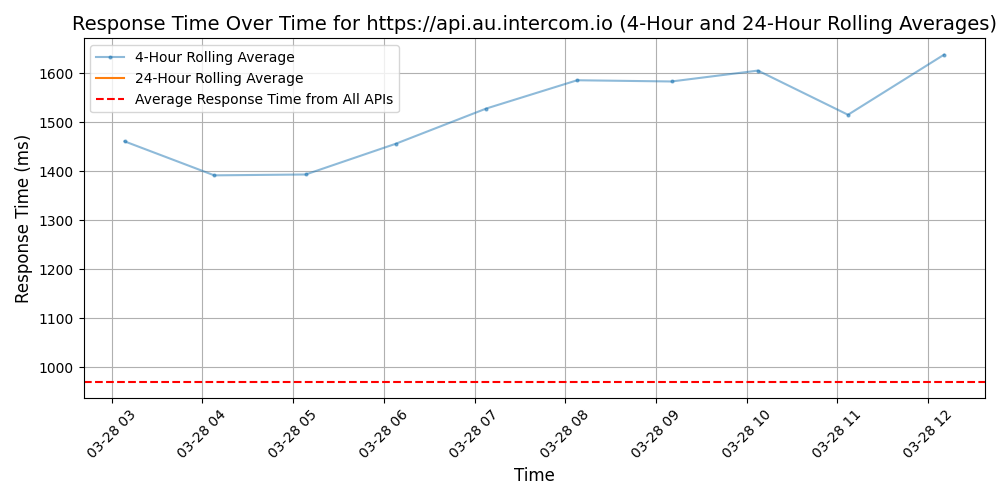 Response Time Over Time for https://api.au.intercom.io (4-Hour and 24-Hour Rolling Averages)
4-Hour Rolling Average
24-Hour Rolling Average
Average Response Time from All APIs
Response Time (ms)
1600
1500
1400
1300
1200
1100
1000
03-28 03
03-28 04
03-28 05
03-28 06
03-28 07
03-28 08
03-28 09
03-28 10
03-28 11
03-28 12
Time